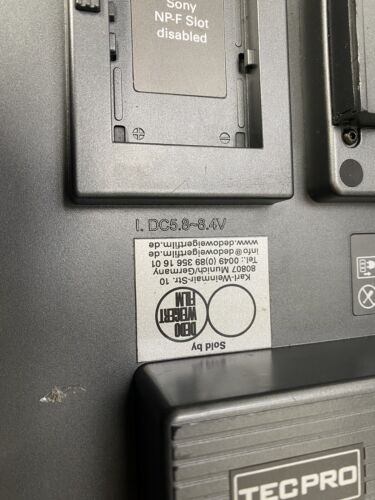 Sony
NP-F Slot
disabled
I. DC5.8~8.4V
Sold by
DEDO
WEIGERT
FILM
Karl-Weinmair-Str. 10
80807 Munich/Germany
Tel.: 0049 (0)89 356 16 01
info@dedoweigertfilm.de
www.dedoweigertfilm.de
TECPRO